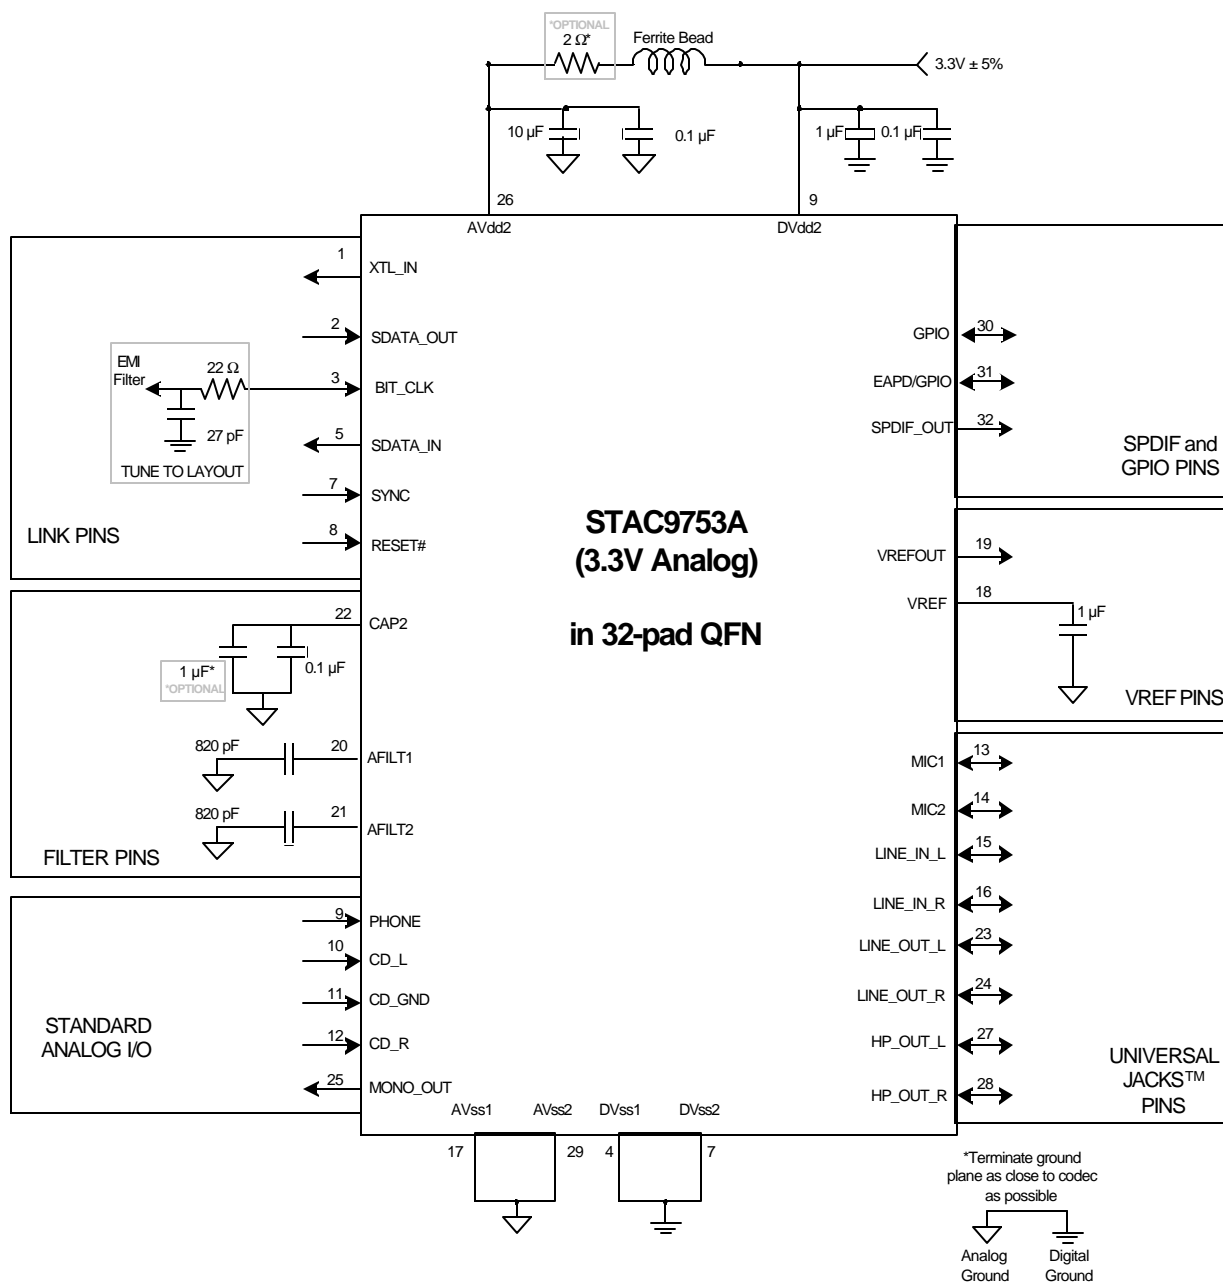 *OPTIONAL
2 Ω*
Ferrite Bead
3.3V ± 5%
10 µF
0.1 µF
1 µF
0.1 µF
26
9
AVdd2
DVdd2
1
XTL_IN
2
SDATA_OUT
EMI
Filter
22 Ω
3
BIT_CLK
27 pF
TUNE TO LAYOUT
5
SDATA_IN
7
SYNC
8
RESET#
LINK PINS
GPIO
30
EAPD/GPIO
31
SPDIF_OUT
32
SPDIF and
GPIO PINS
STAC9753A
(3.3V Analog)
in 32-pad QFN
VREFOUT
19
VREF
18
1 µF
VREF PINS
22
CAP2
1 µF*
*OPTIONAL
0.1 µF
820 pF
20
AFILT1
820 pF
21
AFILT2
FILTER PINS
MIC1
13
MIC2
14
LINE_IN_L
15
LINE_IN_R
16
LINE_OUT_L
23
LINE_OUT_R
24
HP_OUT_L
27
HP_OUT_R
28
UNIVERSAL
JACKS™
PINS
9
PHONE
10
CD_L
11
CD_GND
12
CD_R
25
MONO_OUT
STANDARD
ANALOG I/O
AVss1
AVss2
DVss1
DVss2
17
29
4
7
*Terminate ground
plane as close to codec
as possible
Analog
Ground
Digital
Ground